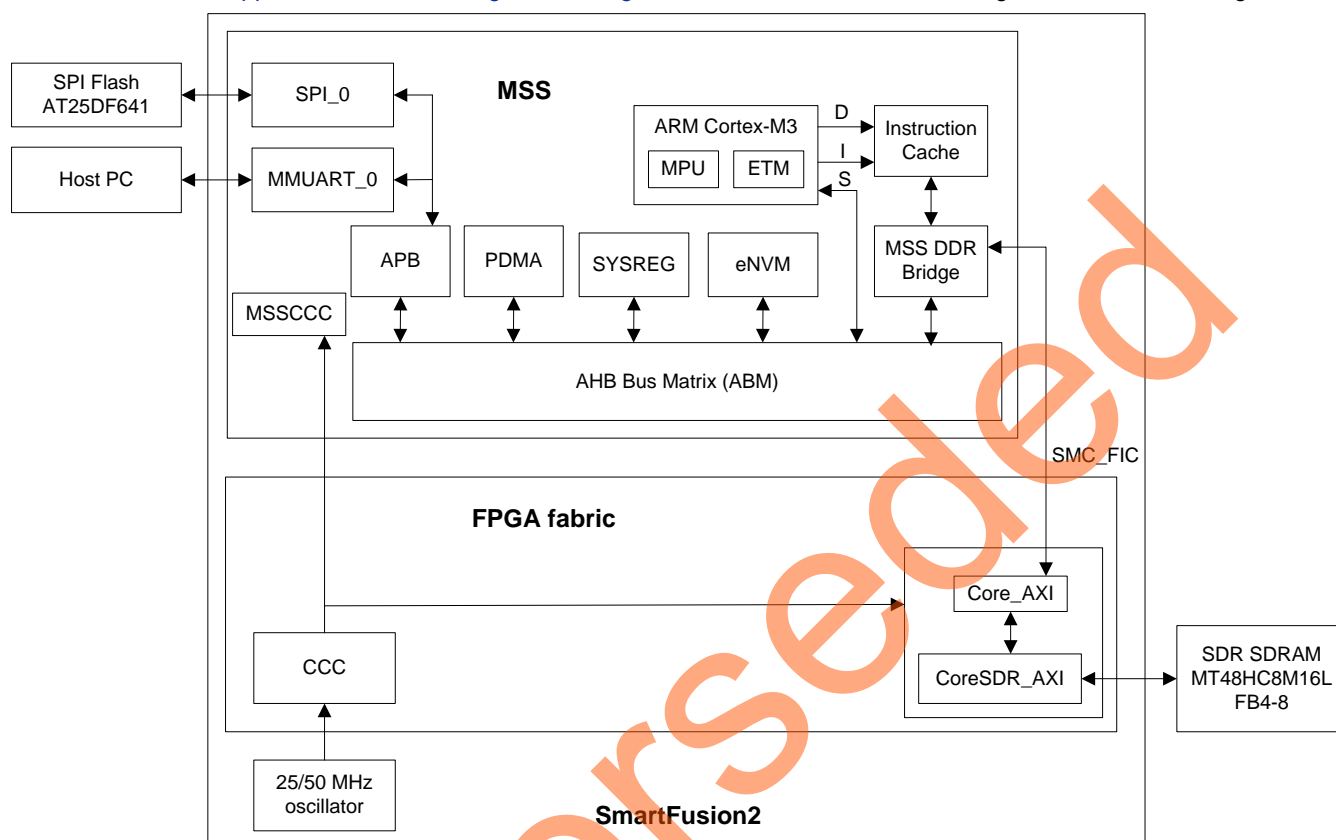 SPI Flash
AT25DF641
SPI_0
MSS
ARM Cortex-M3
MPU
ETM
D
I
S
Instruction
Cache
Host PC
MMUART_0
APB
PDMA
SYSREG
eNVM
MSS DDR
Bridge
MSSCCC
AHB Bus Matrix (ABM)
SMC_FIC
FPGA fabric
Core_AXI
CCC
CoreSDR_AXI
SDR SDRAM
MT48HC8M16L
FB4-8
25/50 MHz
oscillator
SmartFusion2
erseded